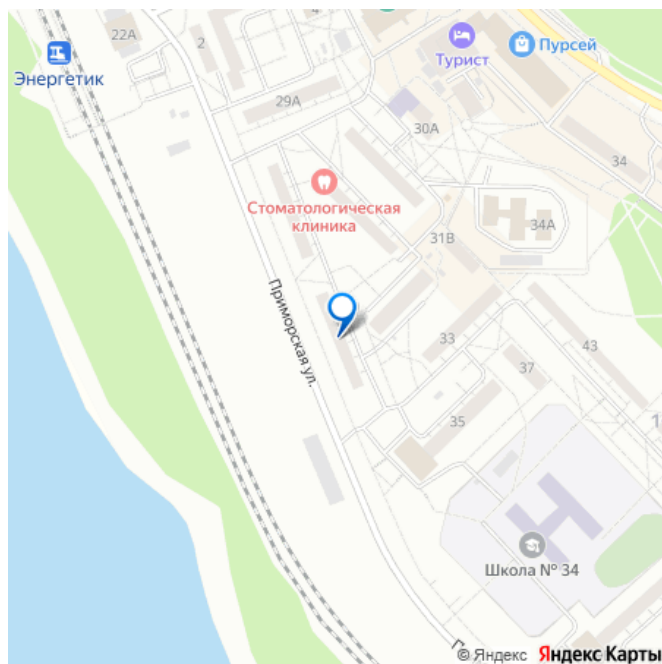 22А
2
Турист
Пурсей
Энергетик
29А
30А
34
Стоматологическая
клиника
34А
31В
Приморская ул.
33
43
37
35
Школа № 34
© Яндекс Яндекс Карты